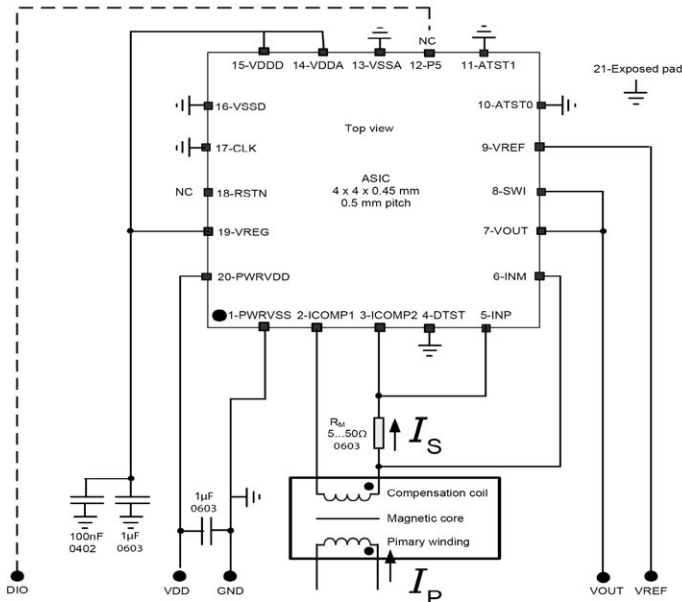 NC
15-VDDD
14-VDDA
13-VSSA
12-P5
11-ATST1
21-Exposed pad
16-VSSD
10-ATST0
Top view
17-CLK
9-VREF
ASIC
4 x 4 x 0.45 mm
0.5 mm pitch
NC
18-RSTN
8-SWI
19-VREG
7-VOUT
20-PWRVDD
6-INM
1-PWRVSS
2-ICOMP1
3-ICOMP2
4-DTST
5-INP
RM
5...50Ω
0603
IS
1µF
0603
Compensation coil
Magnetic core
Pimary winding
100nF
0402
1µF
0603
DIO
VDD
GND
IP
VOUT
VREF